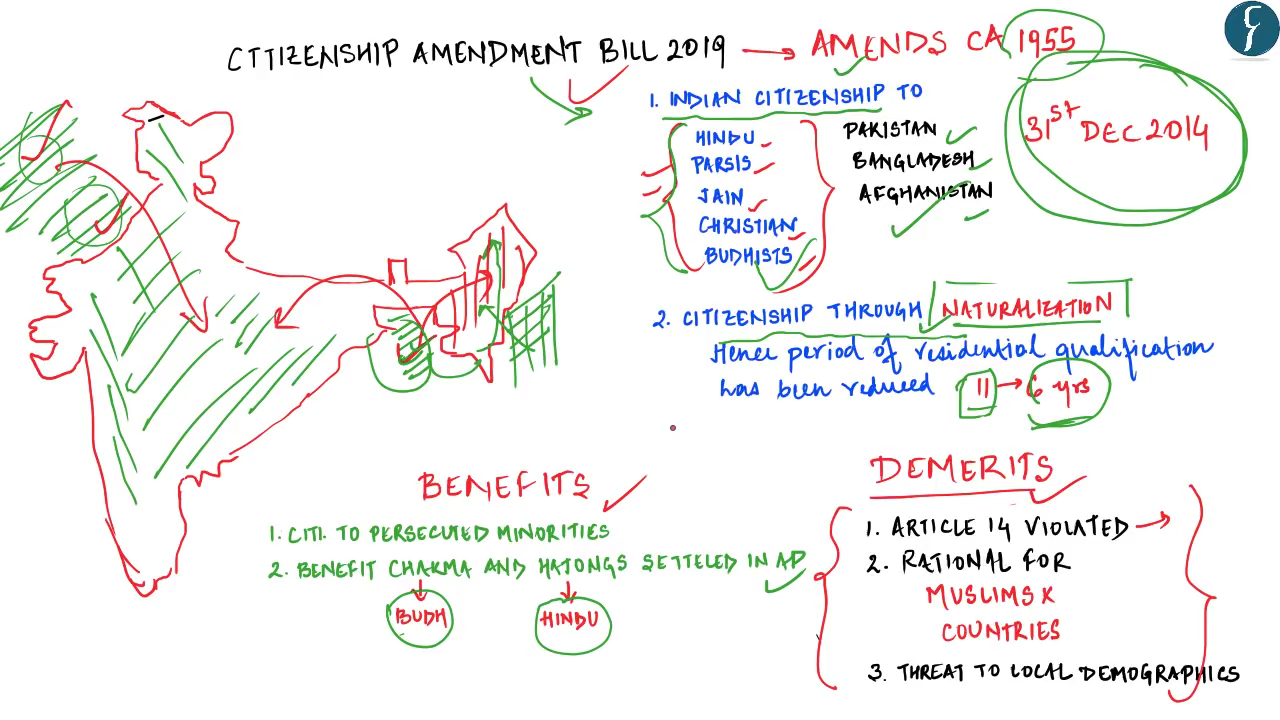 CITIZENSHIP AMENDMENT BILL 2019 → AMENDS CA 1955
31st DEC 2014
1. INDIAN CITIZENSHIP TO
HINDU
PARSIS
JAIN
CHRISTIAN
BUDHISTS
PAKISTAN
BANGLADESH
AFGHANISTAN
2. CITIZENSHIP THROUGH NATURALIZATION
Hence period of residential qualification
has been reduced 11 → 6 yrs
BENEFITS
1. CITI. TO PERSECUTED MINORITIES
2. BENEFIT CHAKMA AND HAJONGS SETTELED IN AP
BUDH
HINDU
DEMERITS
1. ARTICLE 14 VIOLATED →
2. RATIONAL FOR
MUSLIMS X
COUNTRIES
3. THREAT TO LOCAL DEMOGRAPHICS